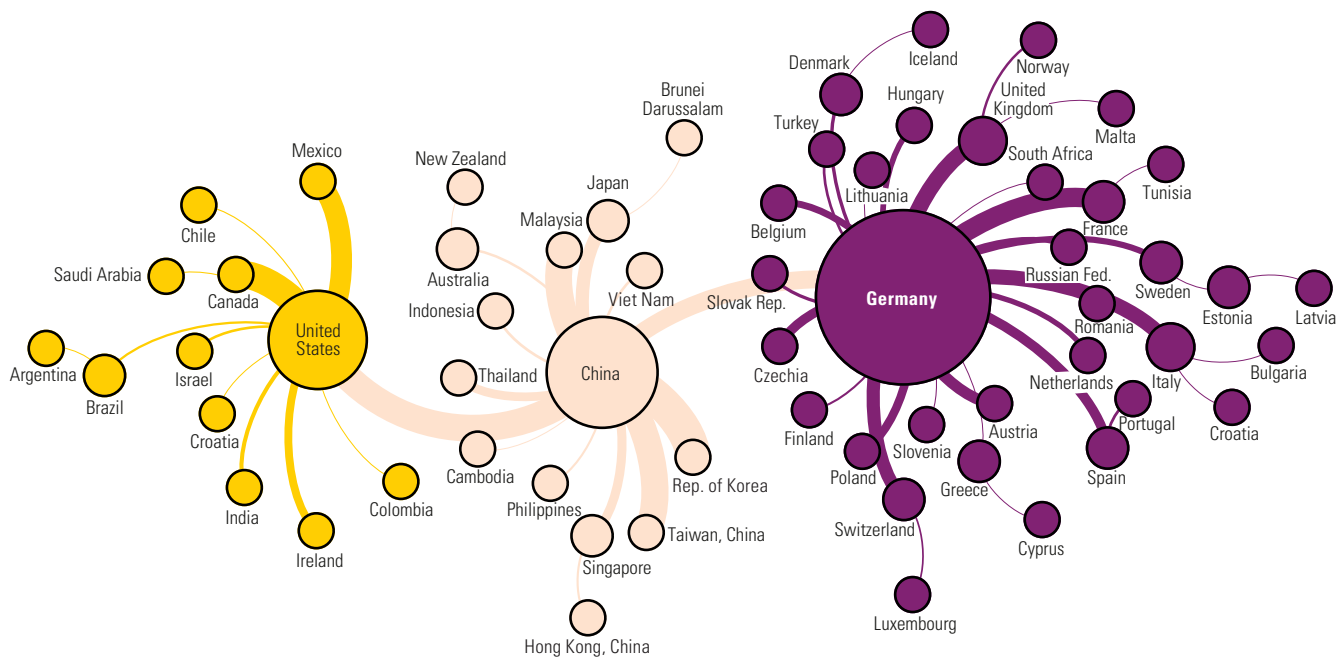 Iceland
Norway
Denmark
Hungary
United
Kingdom
Brunei
Darussalam
Malta
Turkey
Mexico
New Zealand
South Africa
Tunisia
Japan
Lithuania
Malaysia
Chile
Belgium
France
Saudi Arabia
Canada
Australia
Viet Nam
Slovak Rep.
Russian Fed.
Sweden
Germany
Indonesia
Estonia
Latvia
Romania
United
States
Argentina
Israel
Brazil
Thailand
China
Czechia
Netherlands
Italy
Bulgaria
Croatia
Finland
Slovenia
Austria
Portugal
Croatia
India
Colombia
Cambodia
Philippines
Rep. of Korea
Poland
Greece
Spain
Ireland
Singapore
Taiwan, China
Switzerland
Cyprus
Hong Kong, China
Luxembourg